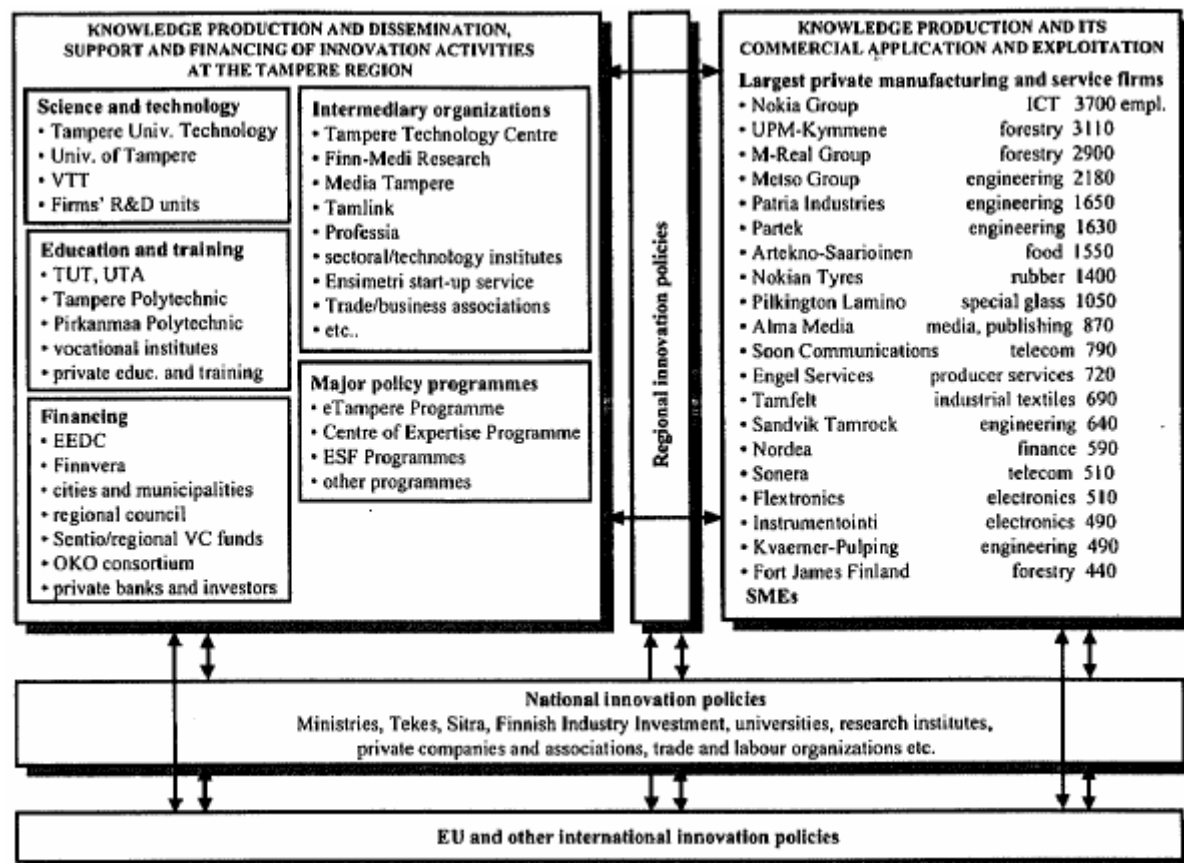 KNOWLEDGE PRODUCTION AND DISSEMINATION,
SUPPORT AND FINANCING OF INNOVATION ACTIVITIES
AT THE TAMPERE REGION
Science and technology
• Tampere Univ. Technology
• Univ. of Tampere
• VTT
• Firms' R&D units
Education and training
• TUT, UTA
• Tampere Polytechnic
• Pirkanmaa Polytechnic
• vocational institutes
• private educ. and training
Financing
• EEDC
• Finnvera
• cities and municipalities
• regional council
• Sentio/regional VC funds
• OKO consortium
• private banks and investors
Intermediary organizations
• Tampere Technology Centre
• Finn-Medi Research
• Media Tampere
• Tamlink
• Professia
• sectoral/technology institutes
• Ensimetri start-up service
• Trade/business associations
• etc..
Major policy programmes
• eTampere Programme
• Centre of Expertise Programme
• ESF Programmes
• other programmes
Regional innovation policies
KNOWLEDGE PRODUCTION AND ITS
COMMERCIAL APPLICATION AND EXPLOITATION
Largest private manufacturing and service firms
• Nokia Group ICT 3700 empl.
• UPM-Kymmene forestry 3110
• M-Real Group forestry 2900
• Metso Group engineering 2180
• Patria Industries engineering 1650
• Partek engineering 1630
• Artekno-Saarioinen food 1550
• Nokian Tyres rubber 1400
• Pilkington Lamino special glass 1050
• Alma Media media, publishing 870
• Soon Communications telecom 790
• Engel Services producer services 720
• Tamfelt industrial textiles 690
• Sandvik Tamrock engineering 640
• Nordea finance 590
• Sonera telecom 510
• Flextronics electronics 510
• Instrumentointi electronics 490
• Kvaerner-Pulping engineering 490
• Fort James Finland forestry 440
SMEs
National innovation policies
Ministries, Tekes, Sitra, Finnish Industry Investment, universities, research institutes,
private companies and associations, trade and labour organizations etc.
EU and other international innovation policies